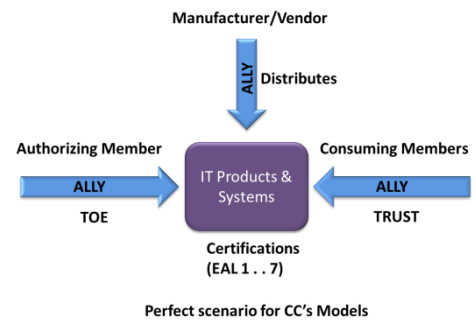 Manufacturer/Vendor
ALLY
Distributes
Authorizing Member
Consuming Members
ALLY
IT Products &
Systems
ALLY
TOE
TRUST
Certifications
(EAL 1 . . 7)
Perfect scenario for CC's Models